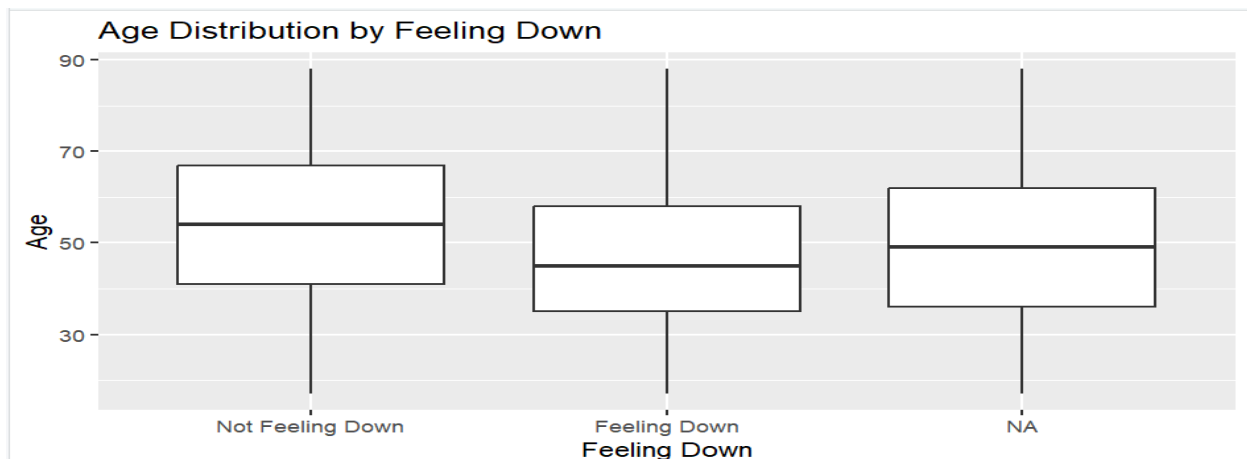 Age Distribution by Feeling Down
90
70
50
30
Age
Not Feeling Down Feeling Down NA
Feeling Down